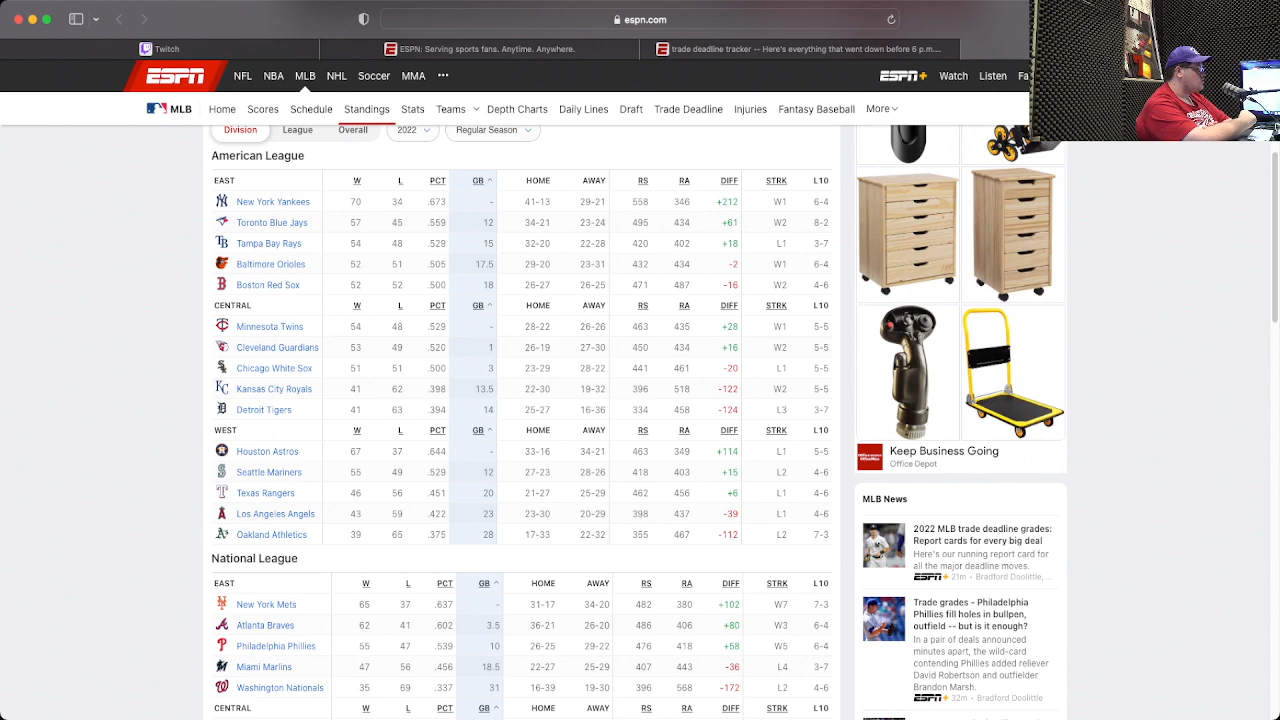 espn.com
Twitch
ESPN: Serving sports fans. Anytime. Anywhere.
trade deadline tracker -- Here's everything that went down before 6 p.m....
ESPN NFL NBA MLB NHL Soccer MMA ••• ESPN+ Watch Listen
MLB Home Scores Schedule Standings Stats Teams Depth Charts Daily Lines Draft Trade Deadline Injuries Fantasy Baseball More
Division League Overall 2022 Regular Season
American League
EAST W L PCT GB HOME AWAY RS RA DIFF STRK L10
New York Yankees 70 34 .673 - 41-13 29-21 558 346 +212 W1 6-4
Toronto Blue Jays 57 45 .559 12 34-21 23-24 495 434 +61 W2 8-2
Tampa Bay Rays 54 48 .529 15 32-20 22-28 420 402 +18 L1 3-7
Baltimore Orioles 52 51 .505 17.5 29-20 23-31 432 434 -2 W1 6-4
Boston Red Sox 52 52 .500 18 26-27 26-25 471 487 -16 W2 4-6
CENTRAL W L PCT GB HOME AWAY RS RA DIFF STRK L10
Minnesota Twins 54 48 .529 - 28-22 26-26 463 435 +28 W1 5-5
Cleveland Guardians 53 49 .520 1 26-19 27-30 450 434 +16 W2 5-5
Chicago White Sox 51 51 .500 3 23-28 28-23 441 461 -20 L1 5-5
Kansas City Royals 41 62 .398 13.5 22-30 19-32 396 518 -122 W2 5-5
Detroit Tigers 41 63 .394 14 25-27 16-36 334 458 -124 L3 3-7
WEST W L PCT GB HOME AWAY RS RA DIFF STRK L10
Houston Astros 67 37 .644 - 33-16 34-21 463 349 +114 L1 5-5
Seattle Mariners 55 49 .529 12 418 403 +15 L2 4-6
Texas Rangers 46 56 .451 20 21-27 25-29 462 456 +6 L1 4-6
Los Angeles Angels 43 59 .422 23 23-30 20-29 398 437 -39 L1 4-6
Oakland Athletics 39 65 .375 28 17-33 22-32 355 467 -112 L2 7-3
National League
EAST W L PCT GB HOME AWAY RS RA DIFF STRK L10
New York Mets 65 37 .637 - 31-17 34-20 482 380 +102 W7 7-3
Atlanta Braves 62 41 .602 3.5 36-21 26-20 486 406 +80 W3 6-4
Philadelphia Phillies 55 47 .539 10 26-25 29-22 476 418 +58 W5 6-4
Miami Marlins 47 56 .456 18.5 22-27 25-29 407 443 -36 L4 3-7
Washington Nationals 35 69 .337 31 16-39 19-30 396 568 -172 L2 4-6
W L PCT GB HOME AWAY RS RA DIFF STRK L10
Keep Business Going
Office Depot
MLB News
2022 MLB trade deadline grades:
Report cards for every big deal
Here's our running report card for
all the major deadline moves.
ESPN+ 21m • Bradford Doolittle, ...
Trade grades - Philadelphia
Phillies fill holes in bullpen,
outfield -- but is it enough?
In a pair of deals announced
minutes apart, the wild-card
contending Phillies added reliever
David Robertson and outfielder
Brandon Marsh.
ESPN+ 32m • Bradford Doolittle